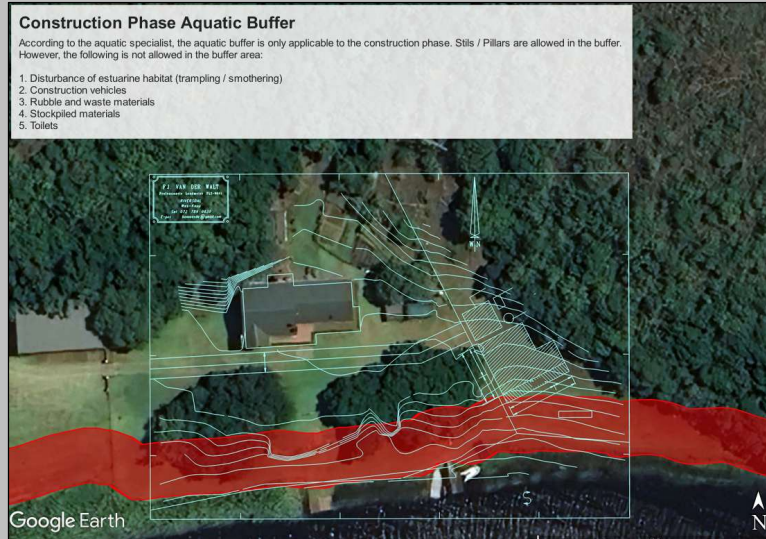 Construction Phase Aquatic Buffer
According to the aquatic specialist, the aquatic buffer is only applicable to the construction phase. Stils / Pillars are allowed in the buffer.
However, the following is not allowed in the buffer area:
1. Disturbance of estuarine habitat (trampling / smothering)
2. Construction vehicles
3. Rubble and waste materials
4. Stockpiled materials
5. Toilets
VAN DER WALT
RIVERSDAL
W N
S
Google Earth
N